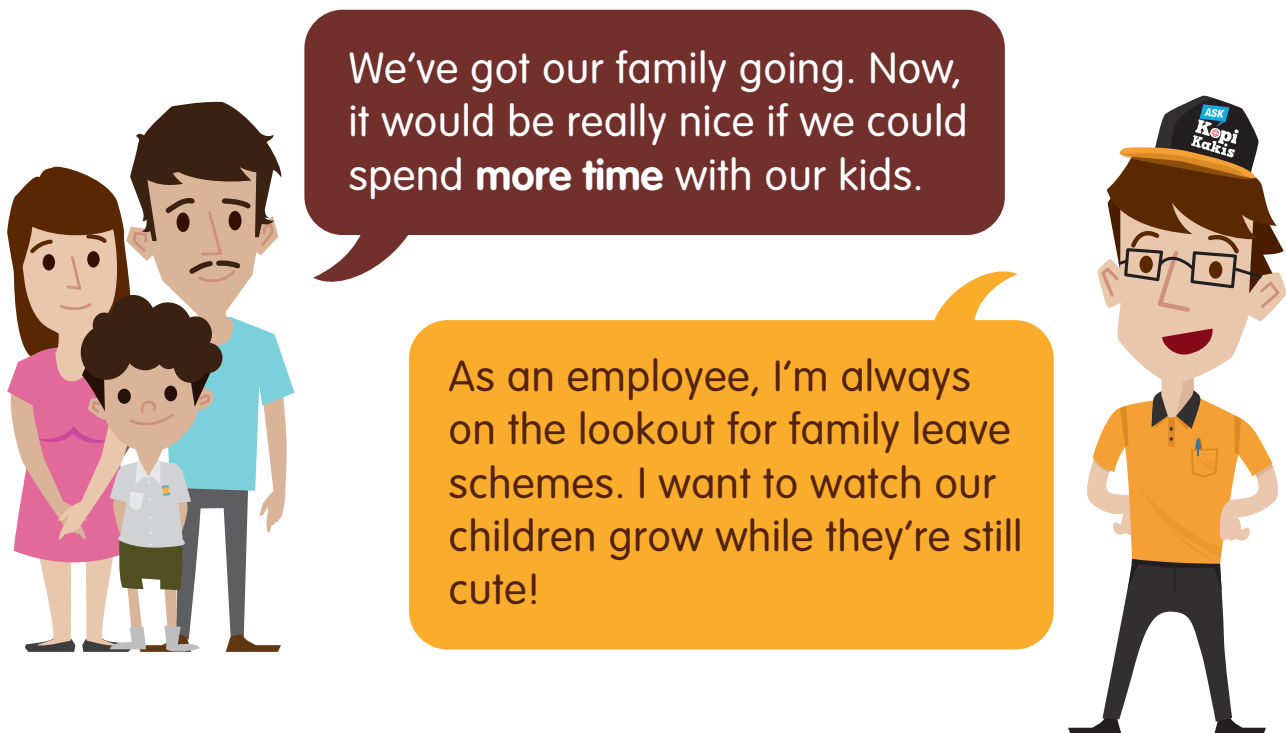 We’ve got our family going. Now,
it would be really nice if we could
spend more time with our kids.
ASK
Kopi
Kakis
As an employee, I’m always
on the lookout for family leave
schemes. I want to watch our
children grow while they’re still
cute!